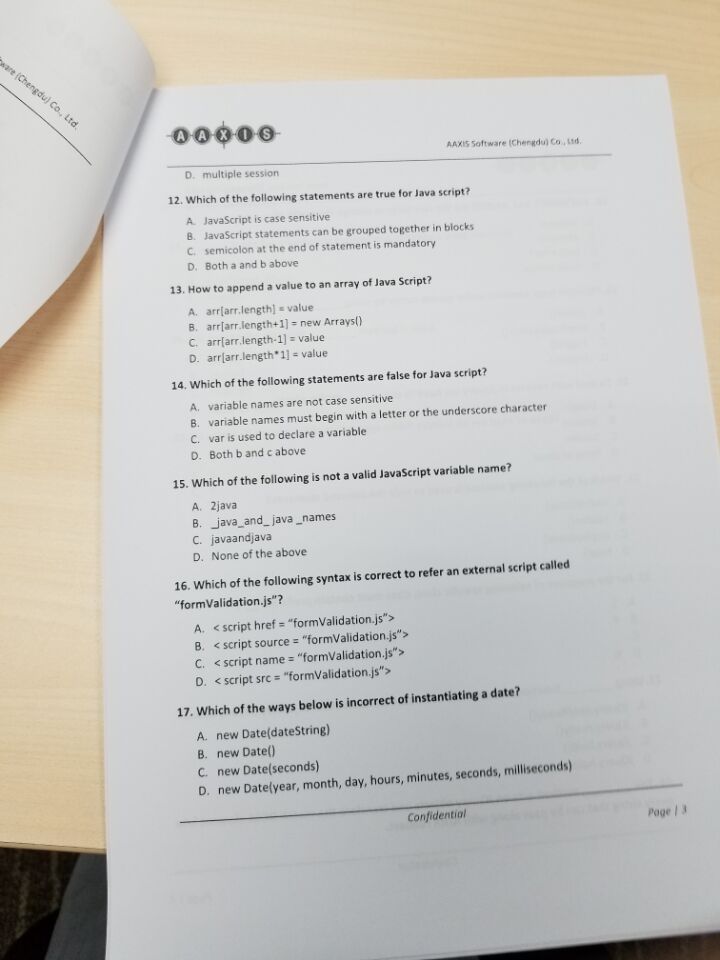 ware (Chengdu) Co., Ltd.
AAXIS
AAXIS Software (Chengdu) Co., Ltd.
D. multiple session
12. Which of the following statements are true for Java script?
A. JavaScript is case sensitive
B. JavaScript statements can be grouped together in blocks
C. semicolon at the end of statement is mandatory
D. Both a and b above
13. How to append a value to an array of Java Script?
A. arr[arr.length] = value
B. arr[arr.length+1] = new Arrays()
C. arr[arr.length-1] = value
D. arr[arr.length*1] = value
14. Which of the following statements are false for Java script?
A. variable names are not case sensitive
B. variable names must begin with a letter or the underscore character
C. var is used to declare a variable
D. Both b and c above
15. Which of the following is not a valid JavaScript variable name?
A. 2java
B. _java_and_ java _names
C. javaandjava
D. None of the above
16. Which of the following syntax is correct to refer an external script called
“formValidation.js”?
A. < script href = “formValidation.js”>
B. < script source = “formValidation.js”>
C. < script name = “formValidation.js”>
D. < script src = “formValidation.js”>
17. Which of the ways below is incorrect of instantiating a date?
A. new Date(dateString)
B. new Date()
C. new Date(seconds)
D. new Date(year, month, day, hours, minutes, seconds, milliseconds)
Confidential
Page | 3